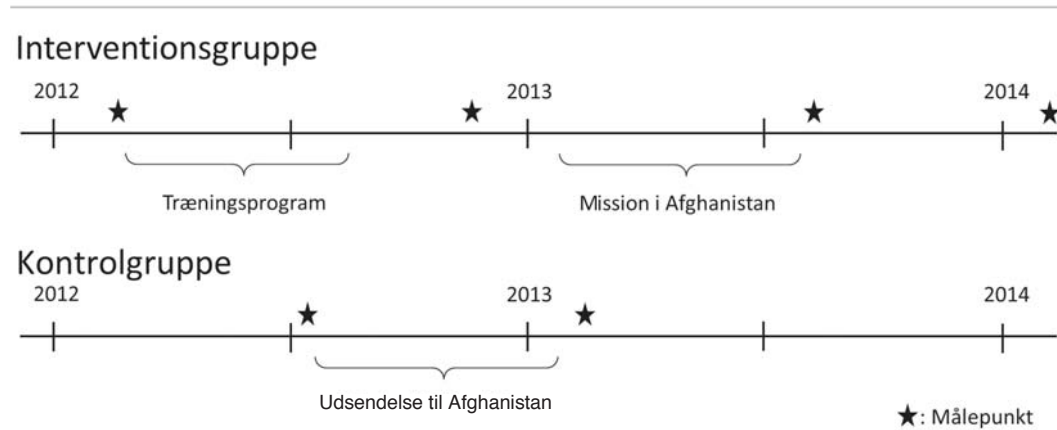 Interventionsgruppe
2012 2013 2014
Træningsprogram Mission i Afghanistan
Kontrolgruppe
2012 2013 2014
Udsendelse til Afghanistan
★: Målepunkt